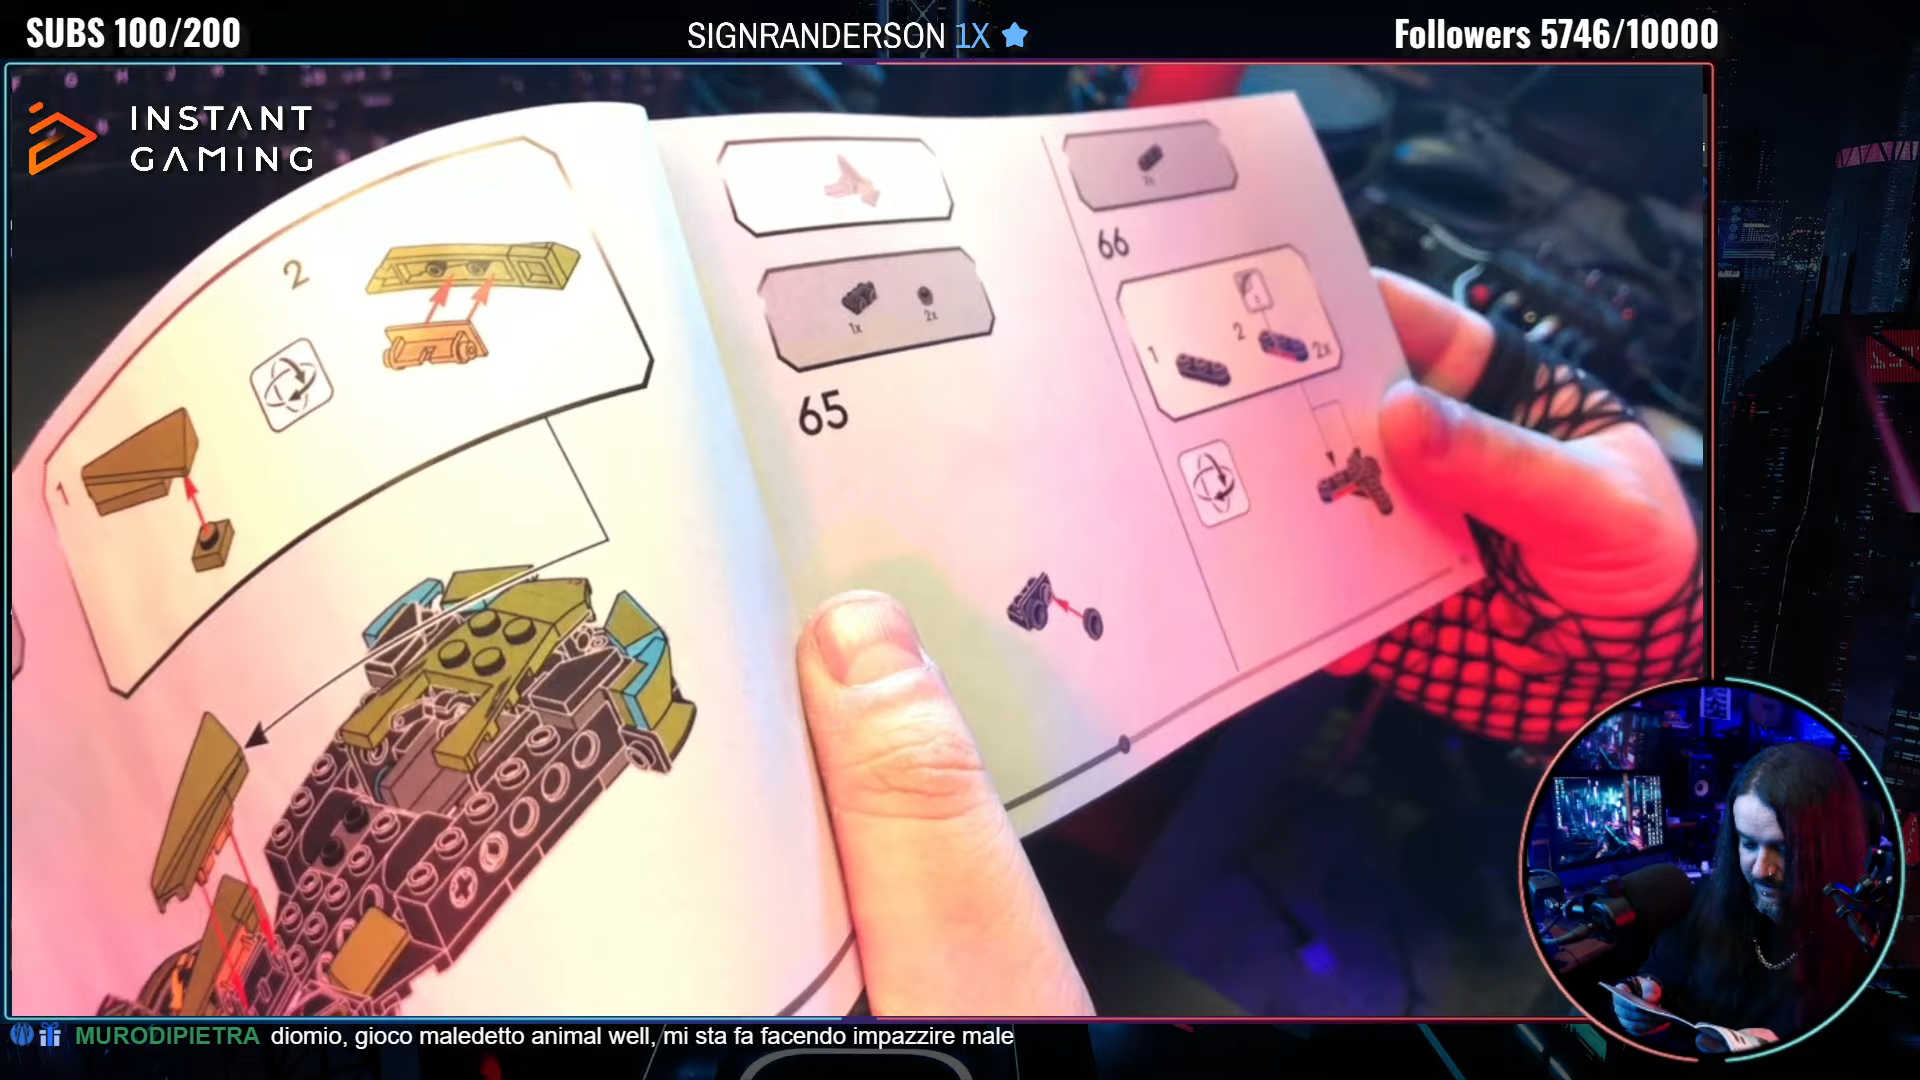 SUBS 100/200
SIGNRANDERSON 1X
Followers 5746/10000
INSTANT
GAMING
2
1
1x
2x
65
66
1
2
2x
MURODIPIETRA diomio, gioco maledetto animal well, mi sta fa facendo impazzire male